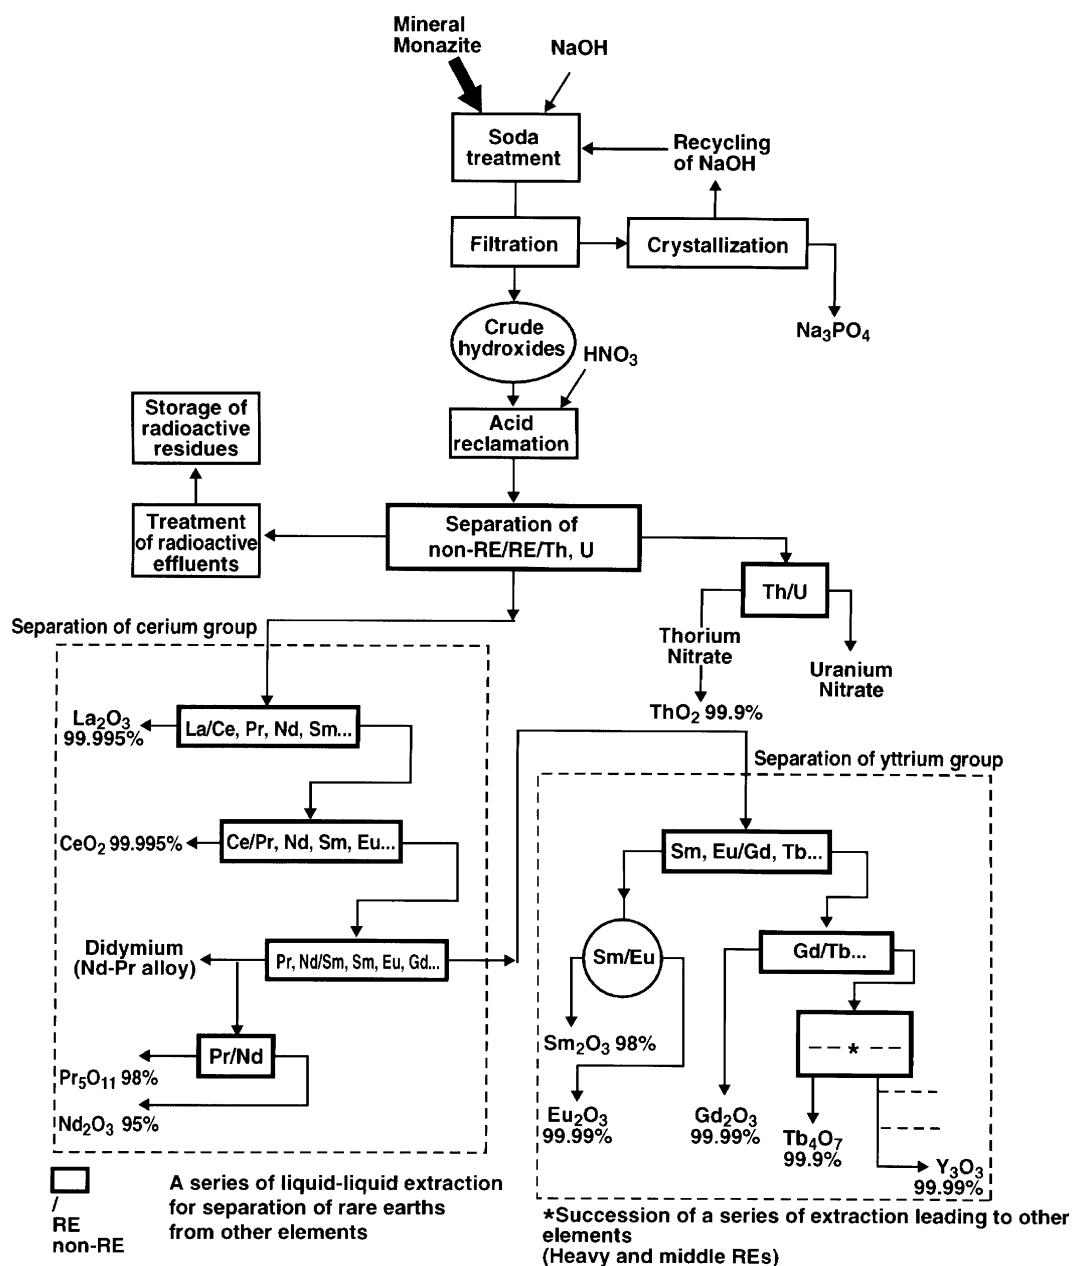 Mineral
Monazite
NaOH
Soda
treatment
Recycling
of NaOH
Filtration
Crystallization
Na₃PO₄
Crude
hydroxides
HNO₃
Storage of
radioactive
residues
Acid
reclamation
Treatment
of radioactive
effluents
Separation of
non-RE/RE/Th, U
Th/U
Separation of cerium group
Thorium
Nitrate
Uranium
Nitrate
ThO₂ 99.9%
La₂O₃
99.995%
La/Ce, Pr, Nd, Sm...
Separation of yttrium group
CeO₂ 99.995%
Ce/Pr, Nd, Sm, Eu...
Sm, Eu/Gd, Tb...
Didymium
(Nd-Pr alloy)
Pr, Nd/Sm, Sm, Eu, Gd...
Sm/Eu
Gd/Tb...
Pr/Nd
Sm₂O₃ 98%
— — * — —
Pr₅O₁₁ 98%
Nd₂O₃ 95%
Eu₂O₃
99.99%
Gd₂O₃
99.99%
Tb₄O₇
99.9%
Y₃O₃
99.99%
RE
non-RE
A series of liquid-liquid extraction
for separation of rare earths
from other elements
*Succession of a series of extraction leading to other
elements
(Heavy and middle REs)